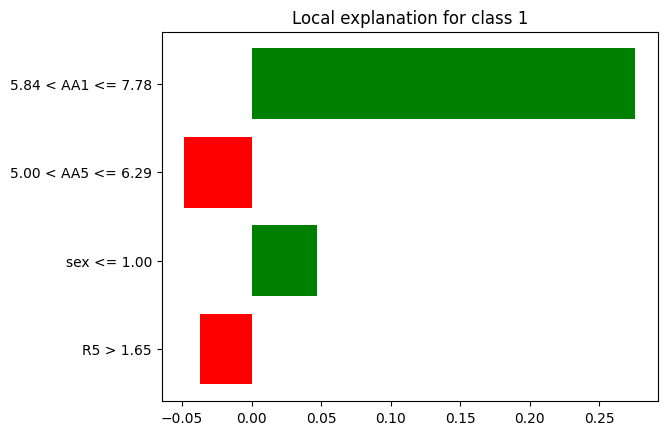 Local explanation for class 1
5.84 < AA1 <= 7.78
5.00 < AA5 <= 6.29
sex <= 1.00
R5 > 1.65
−0.05 0.00 0.05 0.10 0.15 0.20 0.25